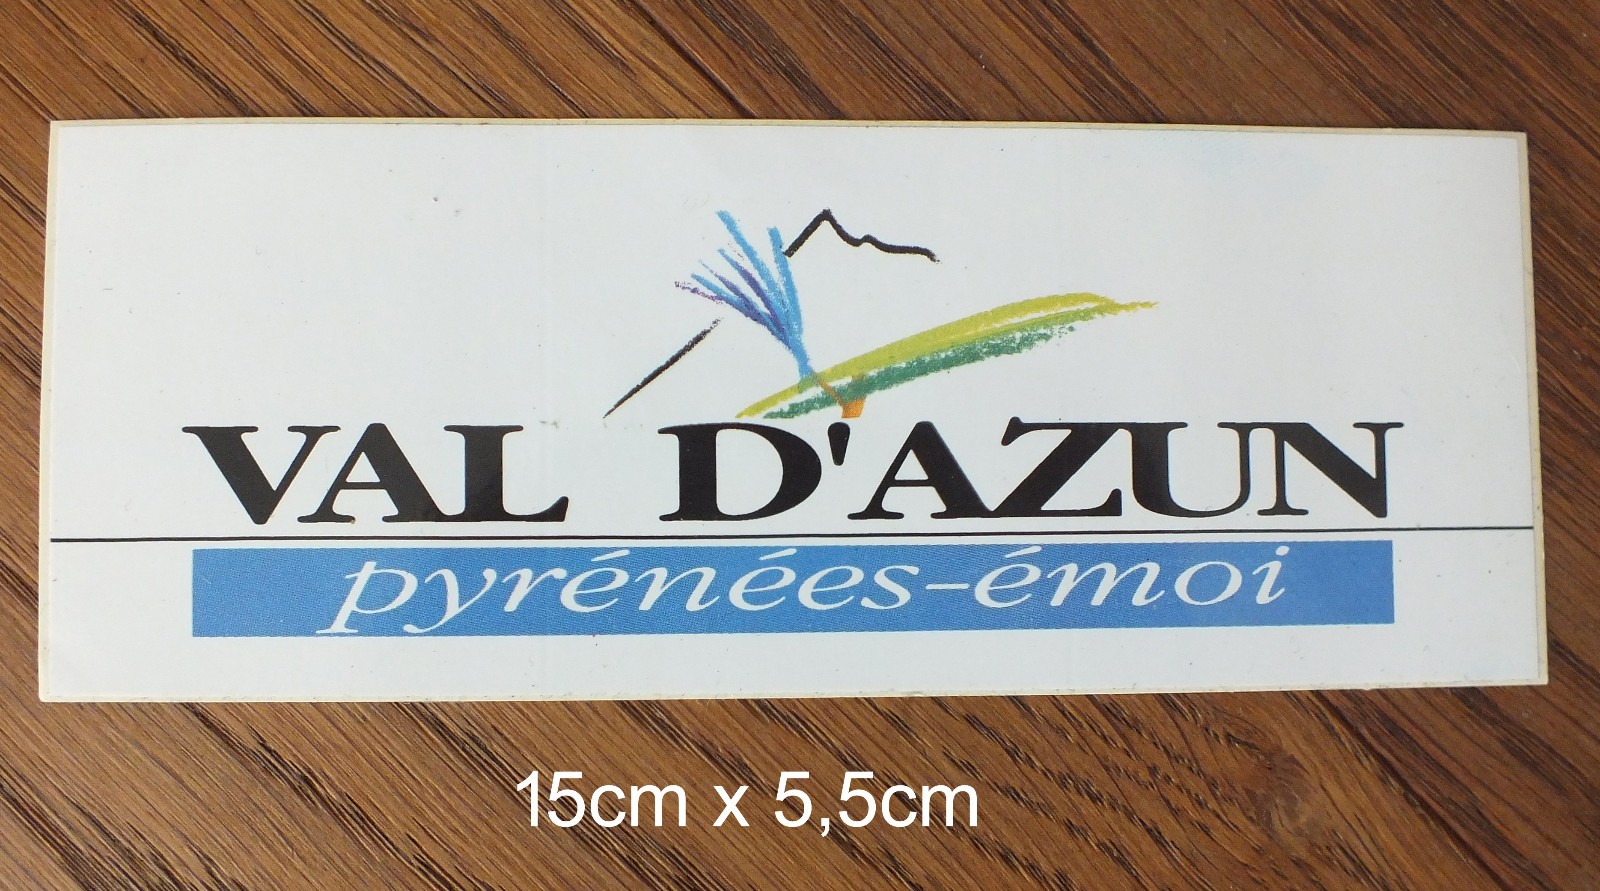 VAL D'AZUN
pyrénées-émoi
15cm x 5,5cm